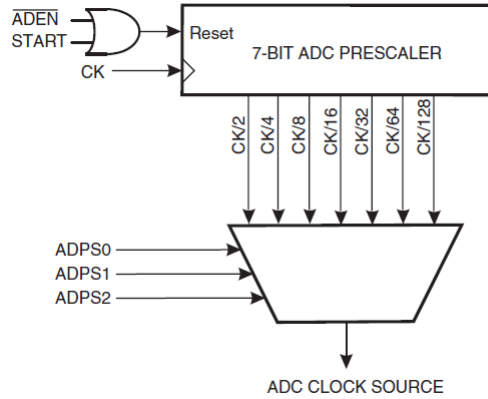 ADEN
START
Reset
7-BIT ADC PRESCALER
CK
CK/2
CK/4
CK/8
CK/16
CK/32
CK/64
CK/128
ADPS0
ADPS1
ADPS2
ADC CLOCK SOURCE